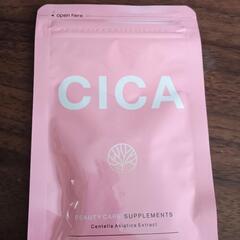 open here
CICA
BEAUTY CARE SUPPLEMENTS
Centella Asiatica Extract